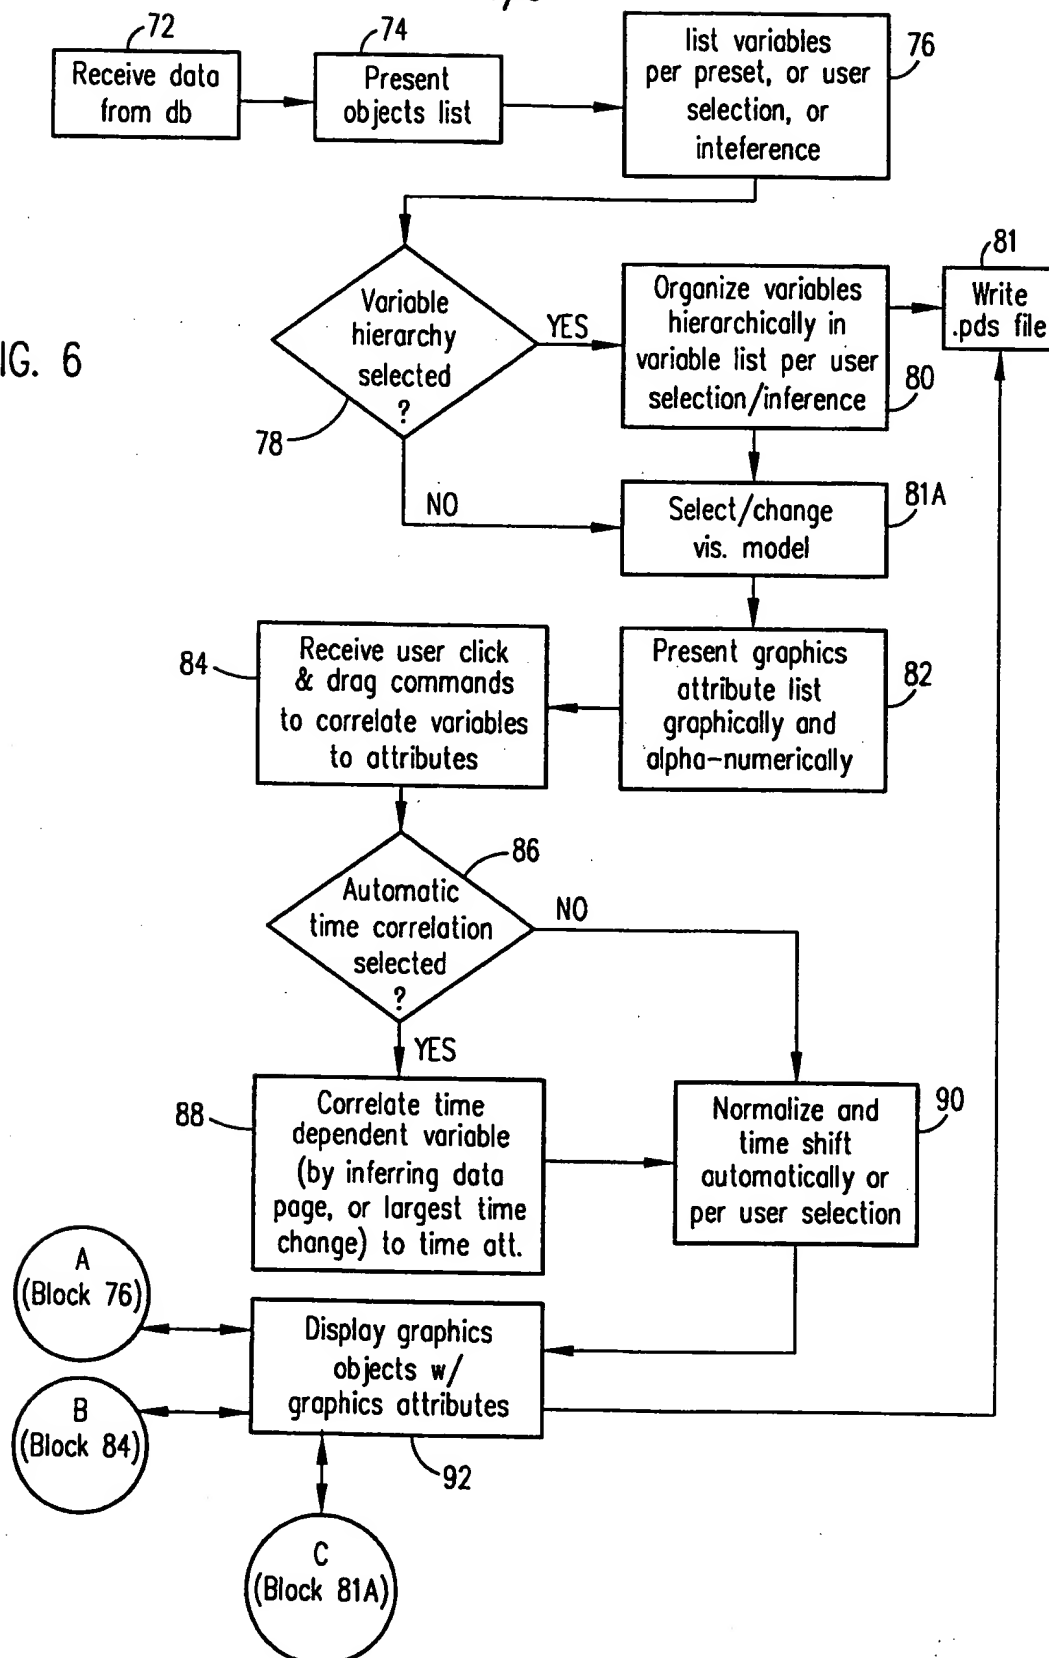 72
Receive data
from db
74
Present
objects list
list variables
per preset, or user
selection, or
inteference
76
IG. 6
Variable
hierarchy
selected
?
78
YES
NO
Organize variables
hierarchically in
variable list per user
selection/inference
80
81
Write
.pds file
Select/change
vis. model
81A
84
Receive user click
& drag commands
to correlate variables
to attributes
Present graphics
attribute list
graphically and
alpha-numerically
82
86
Automatic
time correlation
selected
?
NO
YES
88
Correlate time
dependent variable
(by inferring data
page, or largest time
change) to time att.
Normalize and
time shift
automatically or
per user selection
90
A
(Block 76)
Display graphics
objects w/
graphics attributes
92
B
(Block 84)
C
(Block 81A)